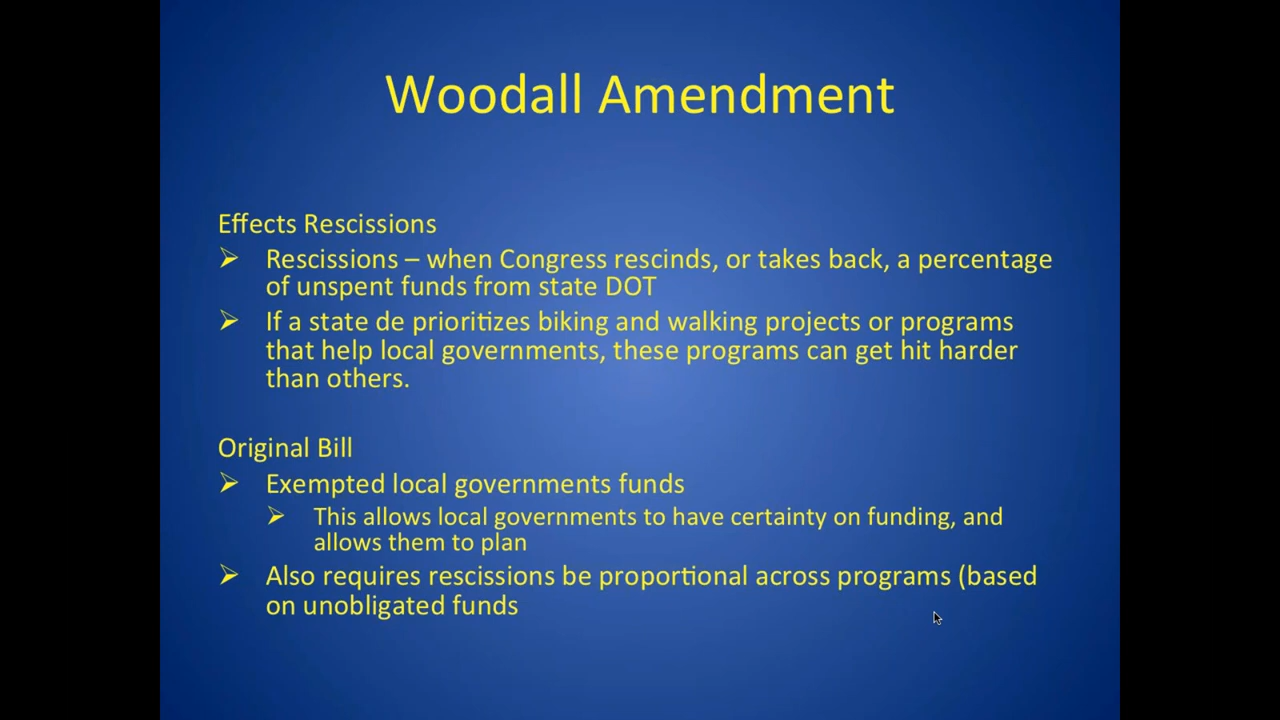 Woodall Amendment
Effects Rescissions
➢ Rescissions – when Congress rescinds, or takes back, a percentage
of unspent funds from state DOT
➢ If a state de prioritizes biking and walking projects or programs
that help local governments, these programs can get hit harder
than others.
Original Bill
➢ Exempted local governments funds
➢ This allows local governments to have certainty on funding, and
allows them to plan
➢ Also requires rescissions be proportional across programs (based
on unobligated funds